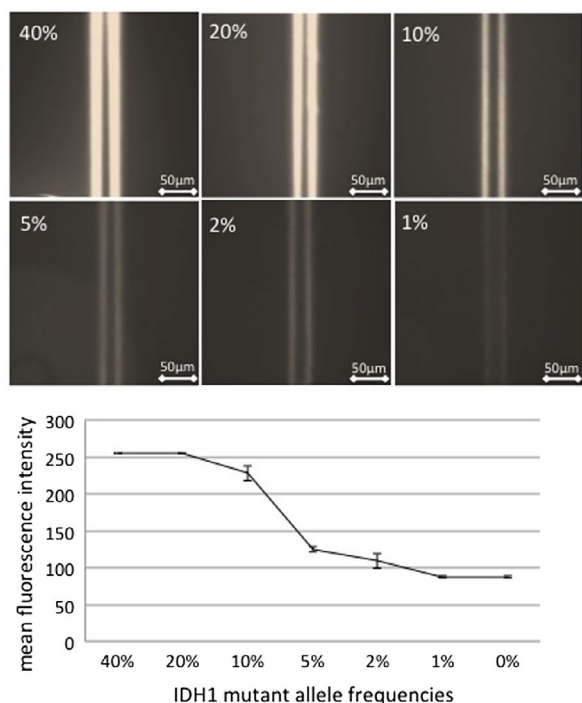 40%
20%
10%
50μm
50μm
50μm
5%
2%
1%
50μm
50μm
50μm
300
250
200
150
100
50
0
mean fluorescence intensity
40% 20% 10% 5% 2% 1% 0%
IDH1 mutant allele frequencies